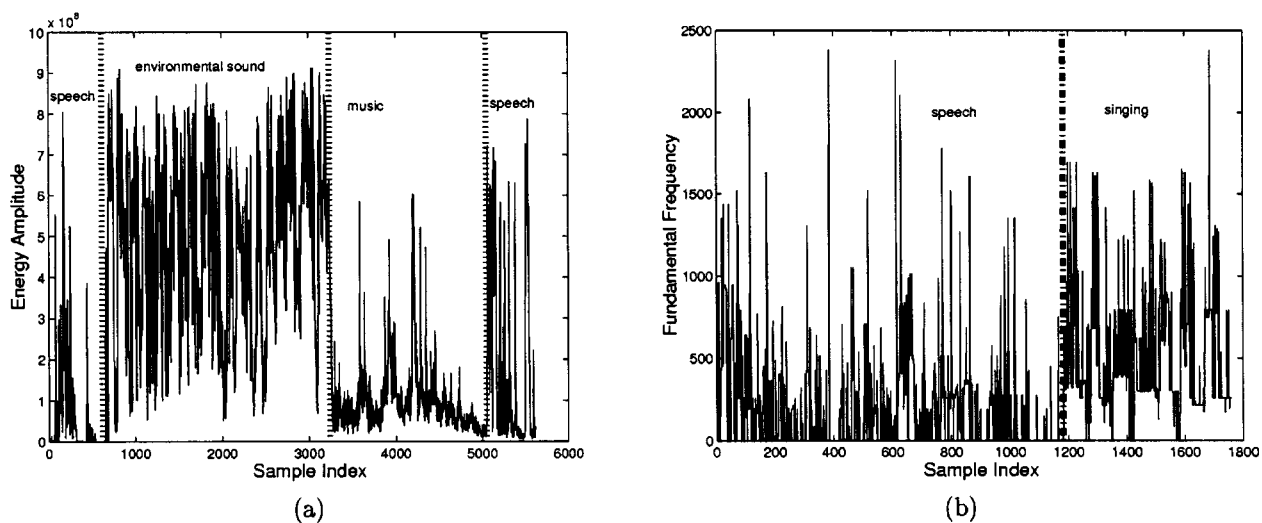 × 10⁸
10
9
8
7
6
5
4
3
2
1
0
Energy Amplitude
speech
environmental sound
music
speech
0
1000
2000
3000
4000
5000
6000
Sample Index
(a)
2500
2000
1500
1000
500
0
Fundamental Frequency
speech
singing
0
200
400
600
800
1000
1200
1400
1600
1800
Sample Index
(b)